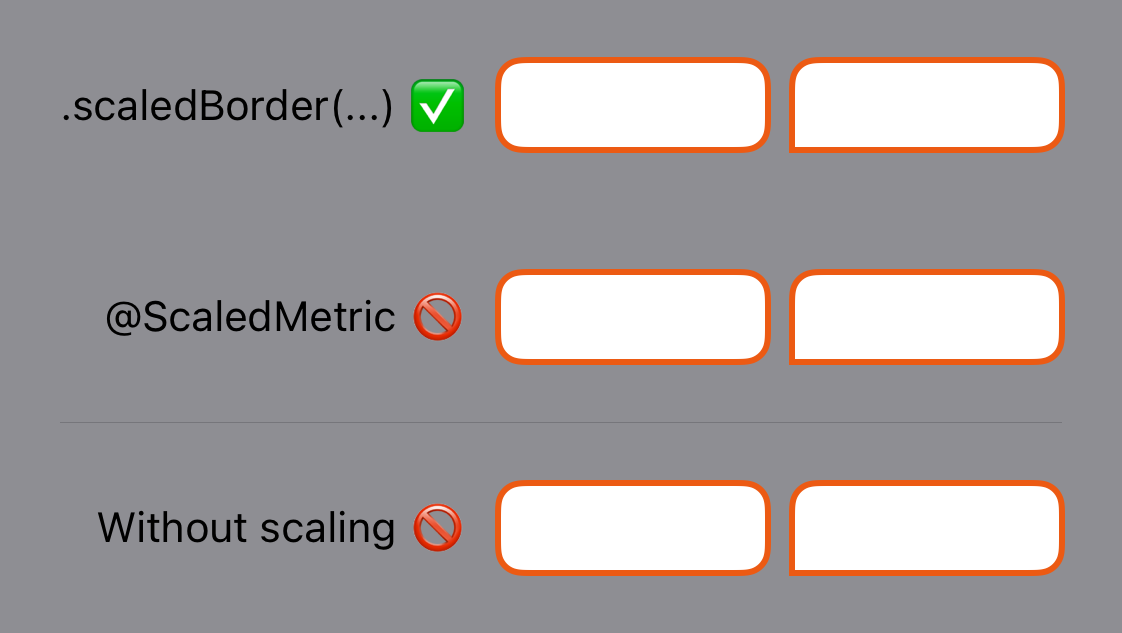 .scaledBorder(...) ✅
@ScaledMetric 🚫
Without scaling 🚫